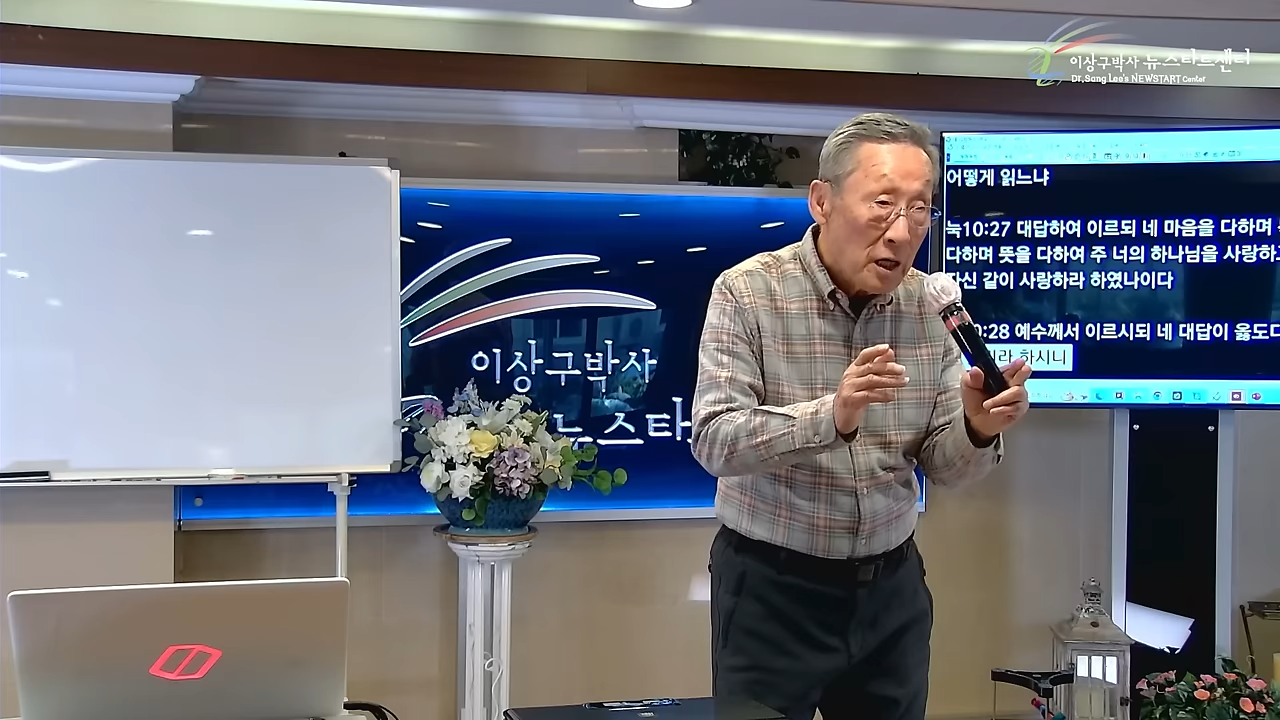 이상구박사 뉴스타트센터
Dr. Sang Lee's NEWSTART Center
어떻게 읽느냐
눅10:27 대답하여 이르되 네 마음을 다하며
다하며 뜻을 다하여 주 너의 하나님을 사랑하고
자신 같이 사랑하라 하였나이다
0:28 예수께서 이르시되 네 대답이 옳도다
라 하시니
이상구박사
뉴스타